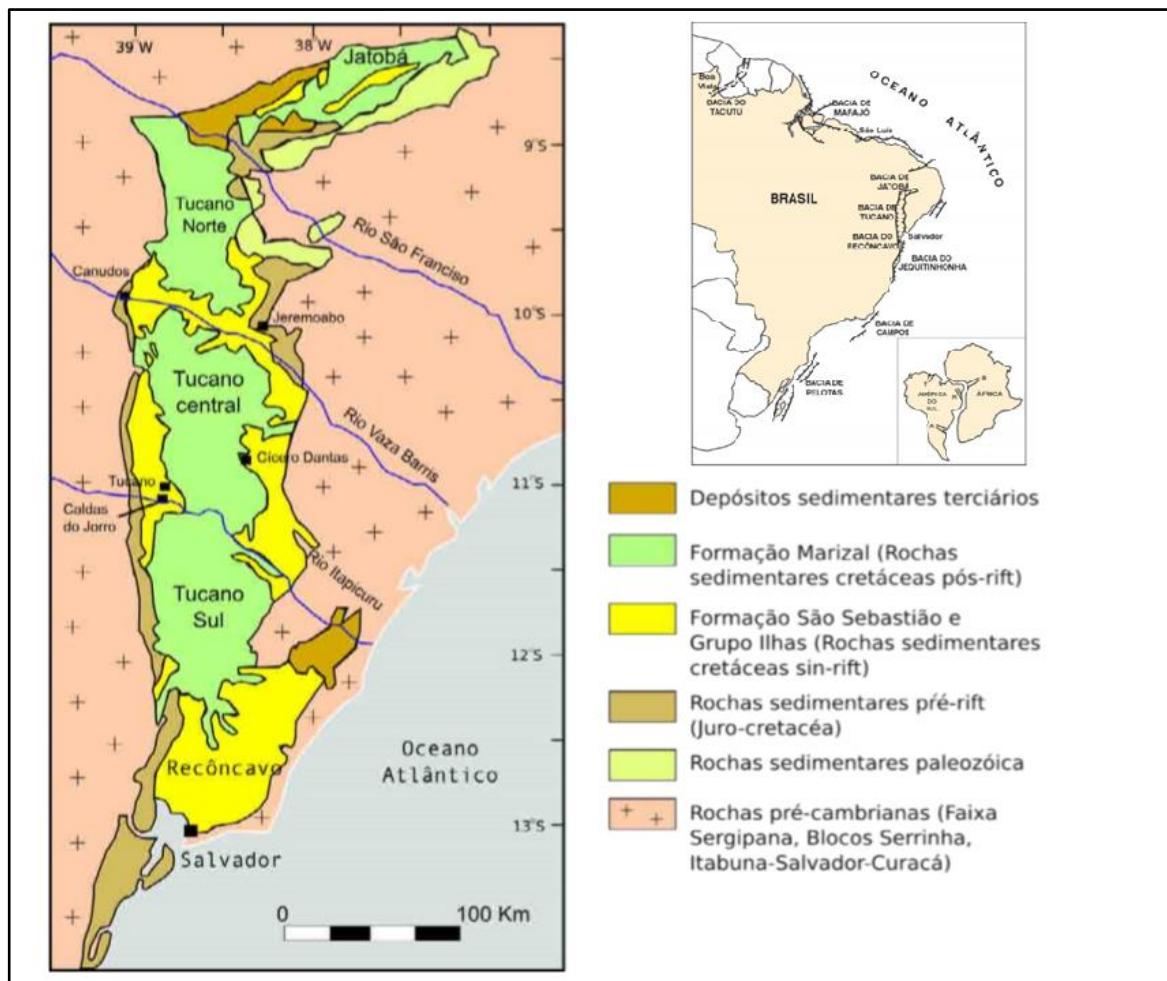 39°W
38°W
Jatobá
9°S
Tucano
Norte
Rio São Franciso
Canudos
10°S
Jeremoabo
Tucano
central
Rio Vaza Barris
Cícero Dantas
Tucano
11°S
Caldas
do Jorro
Rio Itapicuru
Tucano
Sul
12°S
Recôncavo
Oceano
Atlântico
13°S
Salvador
0
100 Km
Boa
Vista
BACIA DO
TACUTU
BACIA DE
MARAJÓ
São Luís
OCEANO ATLÂNTICO
BACIA DE
JATOBÁ
BRASIL
BACIA DE
TUCANO
BACIA DO
RECÔNCAVO
Salvador
BACIA DO
JEQUITINHONHA
BACIA DE
CAMPOS
BACIA DE
PELOTAS
AMÉRICA
DO
SUL
ÁFRICA
Depósitos sedimentares terciários
Formação Marizal (Rochas
sedimentares cretáceas pós-rift)
Formação São Sebastião e
Grupo Ilhas (Rochas sedimentares
cretáceas sin-rift)
Rochas sedimentares pŕé-rift
(Juro-cretacéa)
Rochas sedimentares paleozóica
Rochas pré-cambrianas (Faixa
Sergipana, Blocos Serrinha,
Itabuna-Salvador-Curacá)